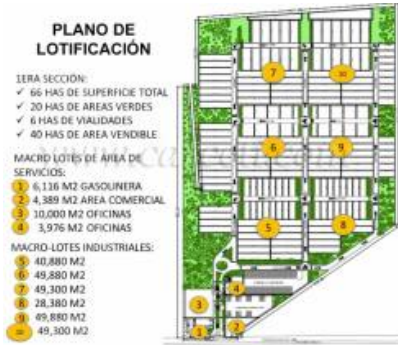 PLANO DE
LOTIFICACIÓN
1ERA SECCIÓN:
✓ 66 HAS DE SUPERFICIE TOTAL
✓ 20 HAS DE AREAS VERDES
✓ 6 HAS DE VIALIDADES
✓ 40 HAS DE AREA VENDIBLE
MACRO LOTES DE ÁREA DE
SERVICIOS:
1 6,116 M2 GASOLINERA
2 4,389 M2 AREA COMERCIAL
3 10,000 M2 OFICINAS
4 3,976 M2 OFICINAS
MACRO-LOTES INDUSTRIALES:
5 40,880 M2
6 49,880 M2
7 49,300 M2
8 28,380 M2
9 49,880 M2
10 49,300 M2
7
10
6
9
5
8
4
3
2
1